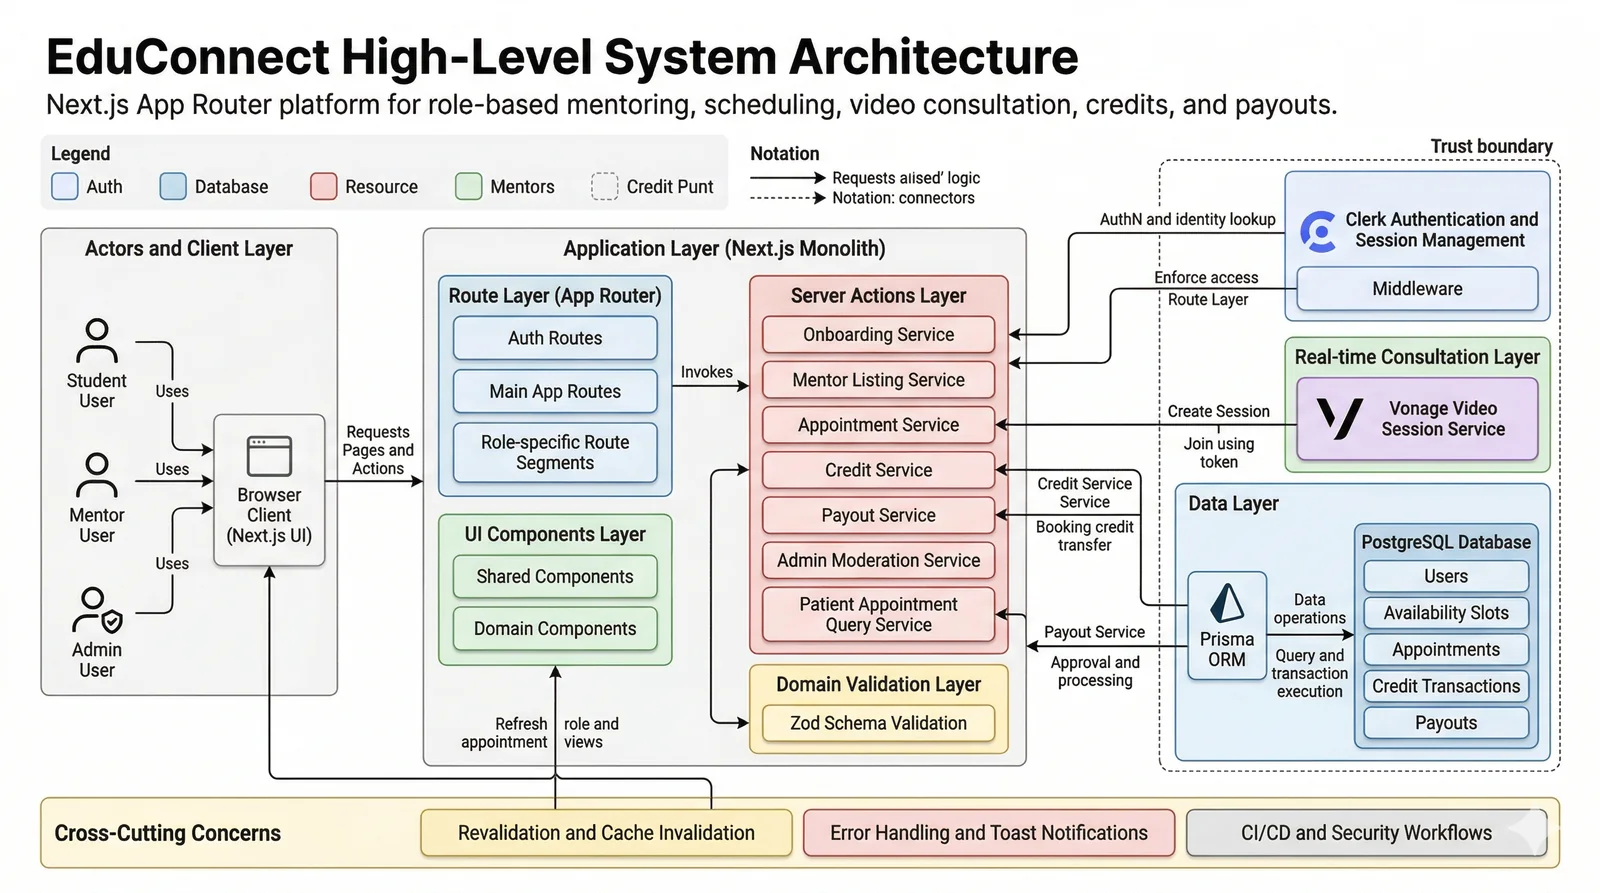 EduConnect High-Level System Architecture
Next.js App Router platform for role-based mentoring, scheduling, video consultation, credits, and payouts.
Legend
Auth
Database
Resource
Mentors
Credit Punt
Notation
Requests alised' logic
Notation: connectors
Trust boundary
Actors and Client Layer
Student
User
Mentor
User
Admin
User
Uses
Uses
Uses
Browser
Client
(Next.js UI)
Requests
Pages and
Actions
Application Layer (Next.js Monolith)
Route Layer (App Router)
Auth Routes
Main App Routes
Role-specific Route
Segments
UI Components Layer
Shared Components
Domain Components
Refresh role and
appointment views
Invokes
Server Actions Layer
Onboarding Service
Mentor Listing Service
Appointment Service
Credit Service
Payout Service
Admin Moderation Service
Patient Appointment
Query Service
Domain Validation Layer
Zod Schema Validation
AuthN and identity lookup
Enforce access
Route Layer
Create Session
Join using
token
Credit Service
Service
Booking credit
transfer
Payout Service
Approval and
processing
Clerk Authentication and
Session Management
Middleware
Real-time Consultation Layer
Vonage Video
Session Service
Data Layer
Prisma
ORM
Data
operations
Query and
transaction
execution
PostgreSQL Database
Users
Availability Slots
Appointments
Credit Transactions
Payouts
Cross-Cutting Concerns
Revalidation and Cache Invalidation
Error Handling and Toast Notifications
CI/CD and Security Workflows